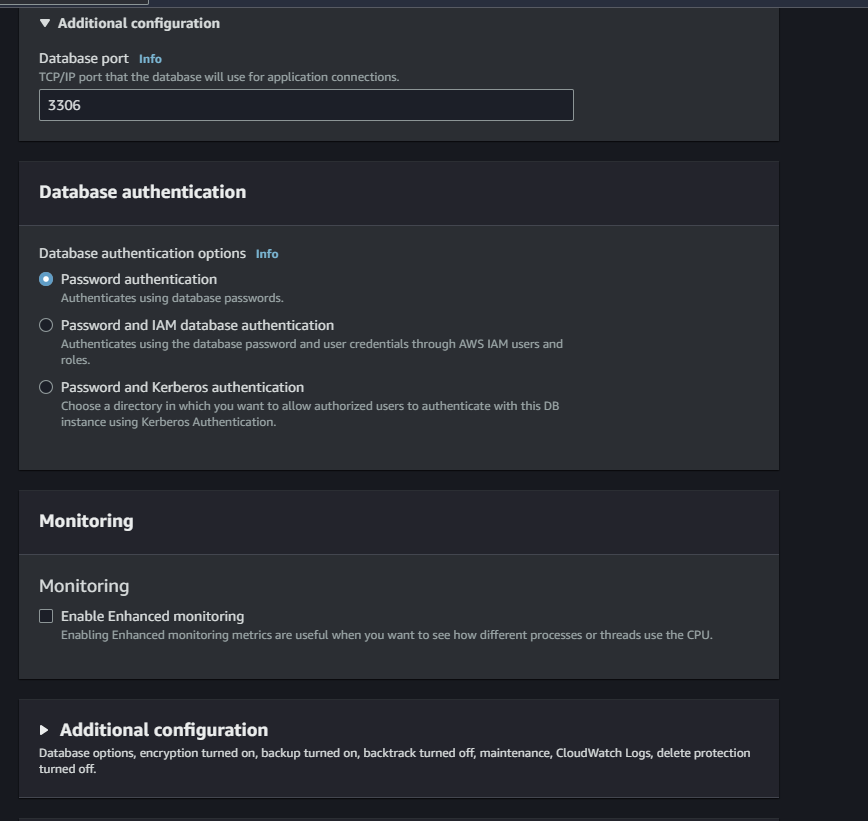 Additional configuration
Database port Info
TCP/IP port that the database will use for application connections.
3306
Database authentication
Database authentication options Info
Password authentication
Authenticates using database passwords.
Password and IAM database authentication
Authenticates using the database password and user credentials through AWS IAM users and
roles.
Password and Kerberos authentication
Choose a directory in which you want to allow authorized users to authenticate with this DB
instance using Kerberos Authentication.
Monitoring
Monitoring
Enable Enhanced monitoring
Enabling Enhanced monitoring metrics are useful when you want to see how different processes or threads use the CPU.
Additional configuration
Database options, encryption turned on, backup turned on, backtrack turned off, maintenance, CloudWatch Logs, delete protection
turned off.